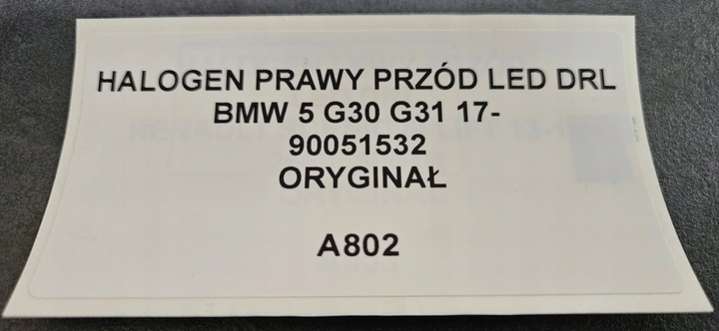 HALOGEN PRAWY PRZÓD LED DRL
BMW 5 G30 G31 17-
90051532
ORYGINAŁ
A802